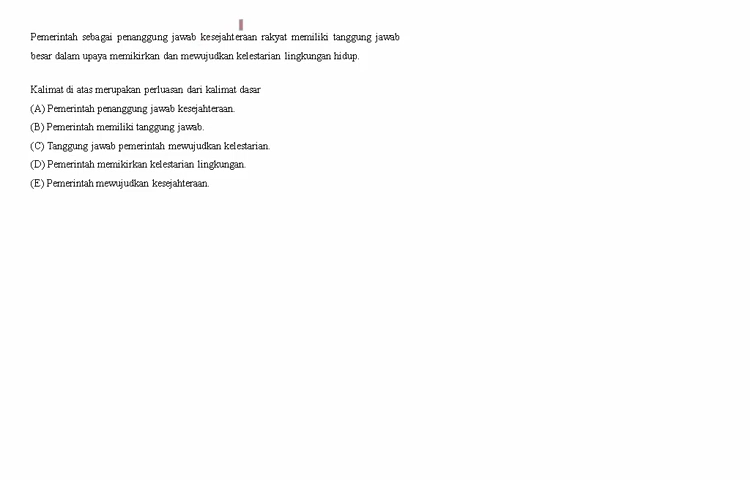 Pemerintah sebagai penanggung jawab kesejahteraan rakyat memiliki tanggung jawab
besar dalam upaya memikirkan dan mewujudkan kelestarian lingkungan hidup.
Kalimat di atas merupakan perluasan dari kalimat dasar
(A) Pemerintah penanggung jawab kesejahteraan.
(B) Pemerintah memiliki tanggung jawab.
(C) Tanggung jawab pemerintah mewujudkan kelestarian.
(D) Pemerintah memikirkan kelestarian lingkungan.
(E) Pemerintah mewujudkan kesejahteraan.